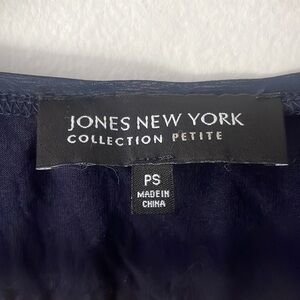 JONES NEW YORK
COLLECTION PETITE
PS
MADE IN
CHINA